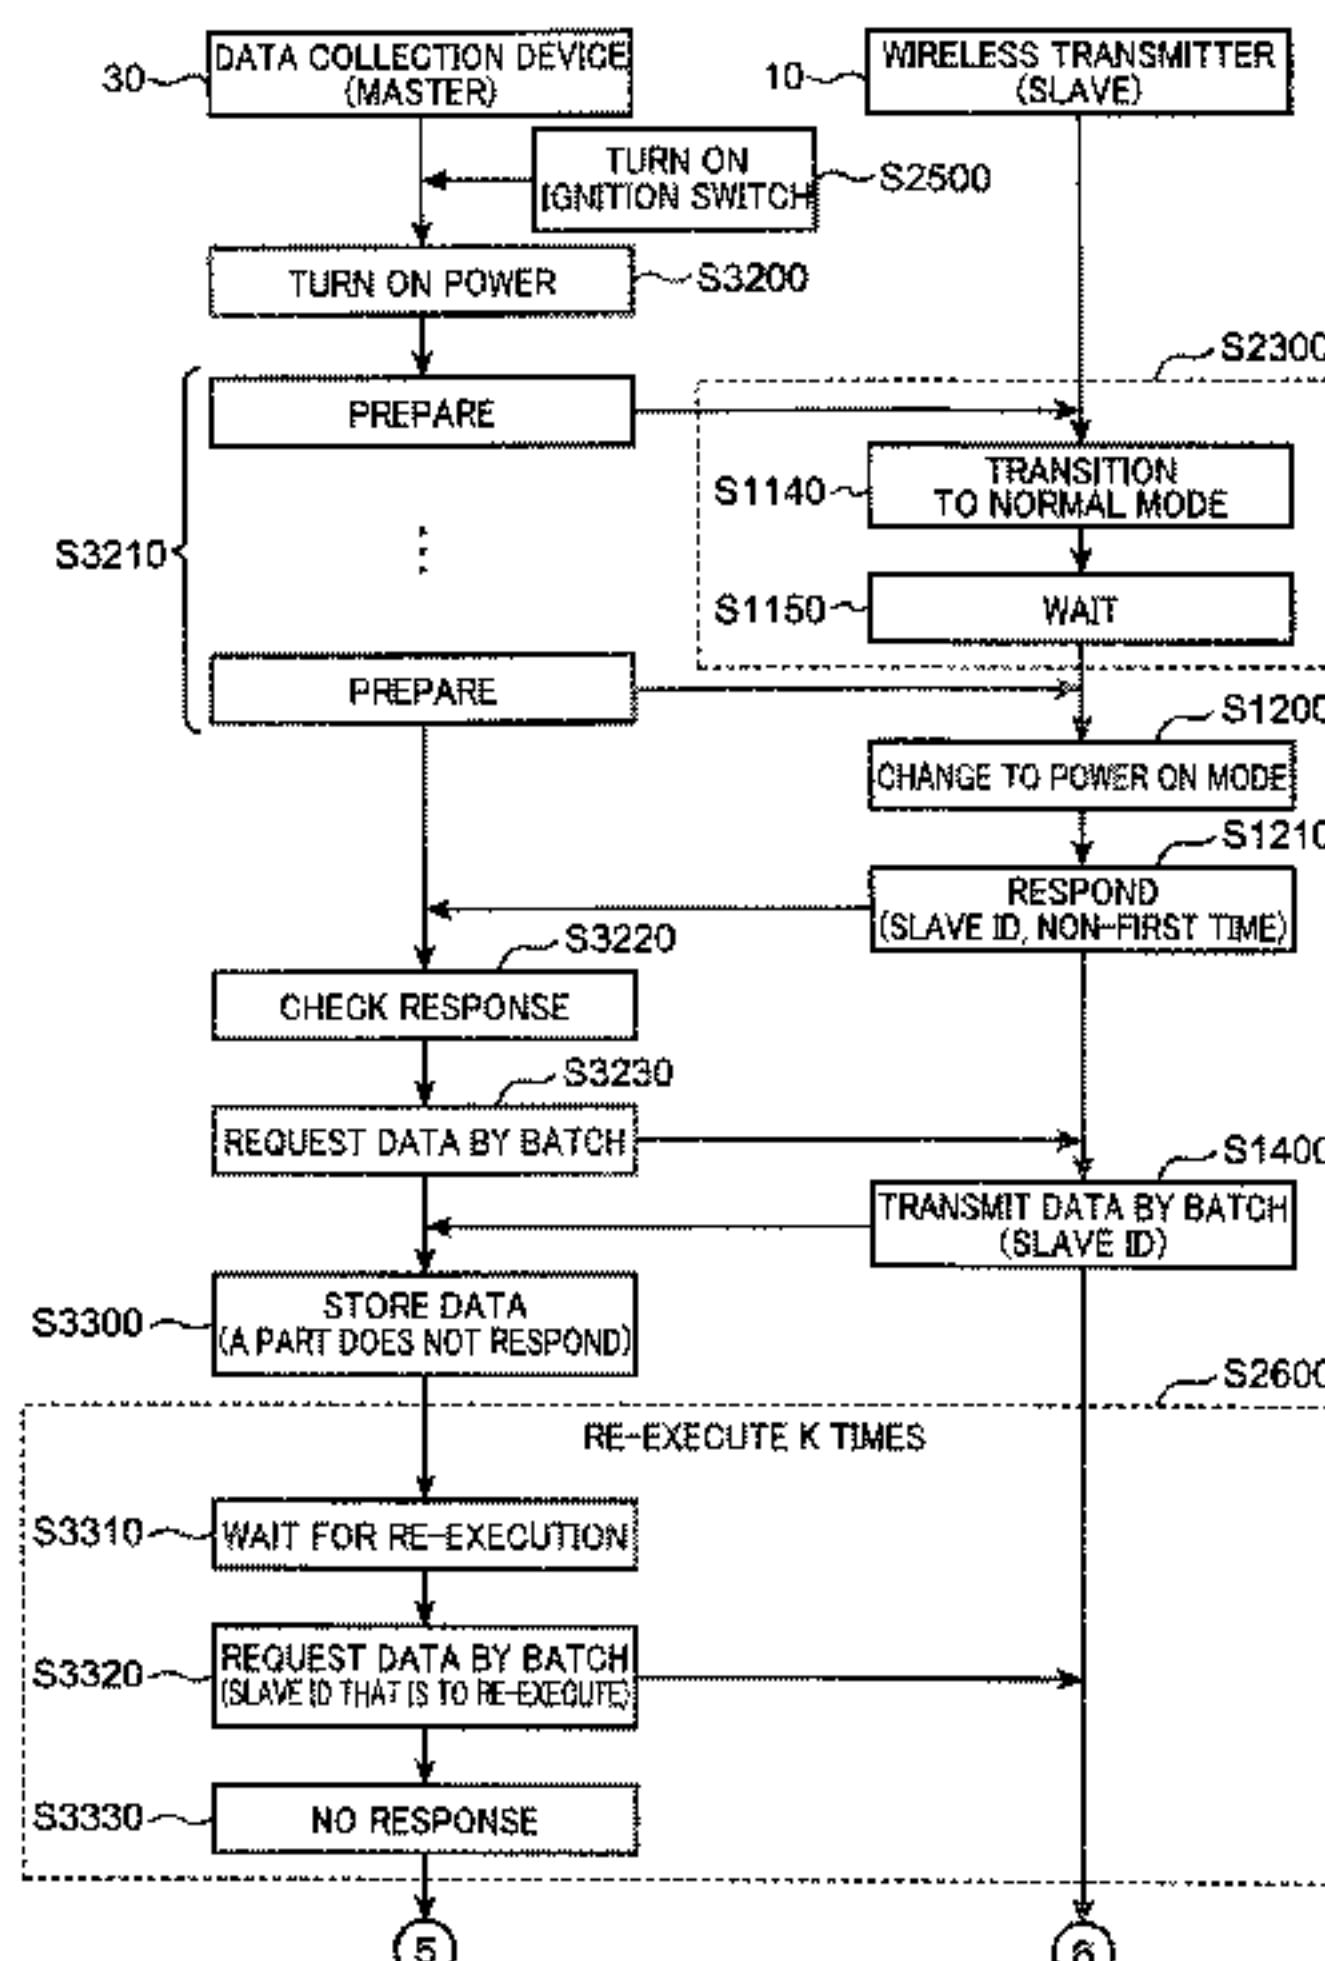 DATA COLLECTION DEVICE
(MASTER)
30
WIRELESS TRANSMITTER
(SLAVE)
10
TURN ON
IGNITION SWITCH
S2500
TURN ON POWER
S3200
S2300
PREPARE
TRANSITION
TO NORMAL MODE
S1140
S3210
WAIT
S1150
PREPARE
S1200
CHANGE TO POWER ON MODE
S1210
RESPOND
(SLAVE ID, NON-FIRST TIME)
S3220
CHECK RESPONSE
S3230
REQUEST DATA BY BATCH
S1400
TRANSMIT DATA BY BATCH
(SLAVE ID)
STORE DATA
(A PART DOES NOT RESPOND)
S3300
S2600
RE-EXECUTE K TIMES
S3310
WAIT FOR RE-EXECUTION
S3320
REQUEST DATA BY BATCH
(SLAVE ID THAT IS TO RE-EXECUTE)
S3330
NO RESPONSE
5
6